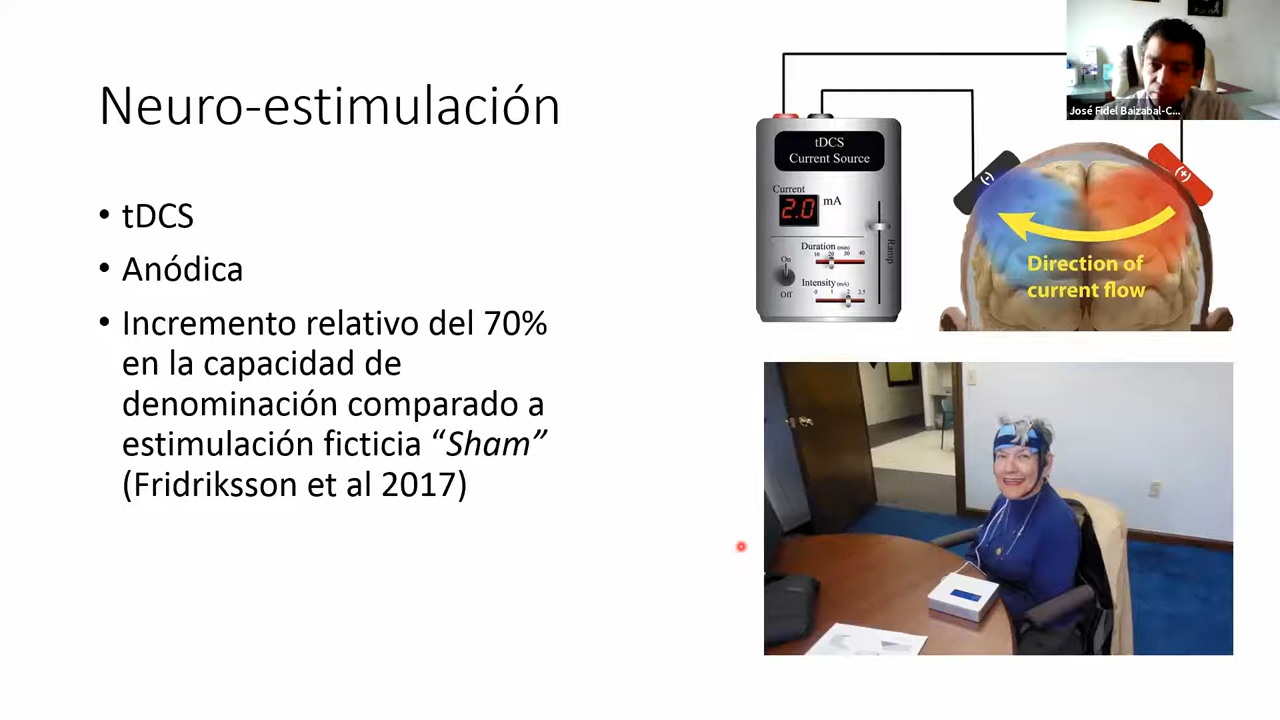 Neuro-estimulación
• tDCS
• Anódica
• Incremento relativo del 70%
en la capacidad de
denominación comparado a
estimulación ficticia “Sham”
(Fridriksson et al 2017)
tDCS
Current Source
Current
2.0 mA
Duration (min)
10 20 30 40
On
Off
Intensity (mA)
0 1 2 2.5
Ramp
(-)
(+)
Direction of
current flow
José Fidel Baizabal-C...